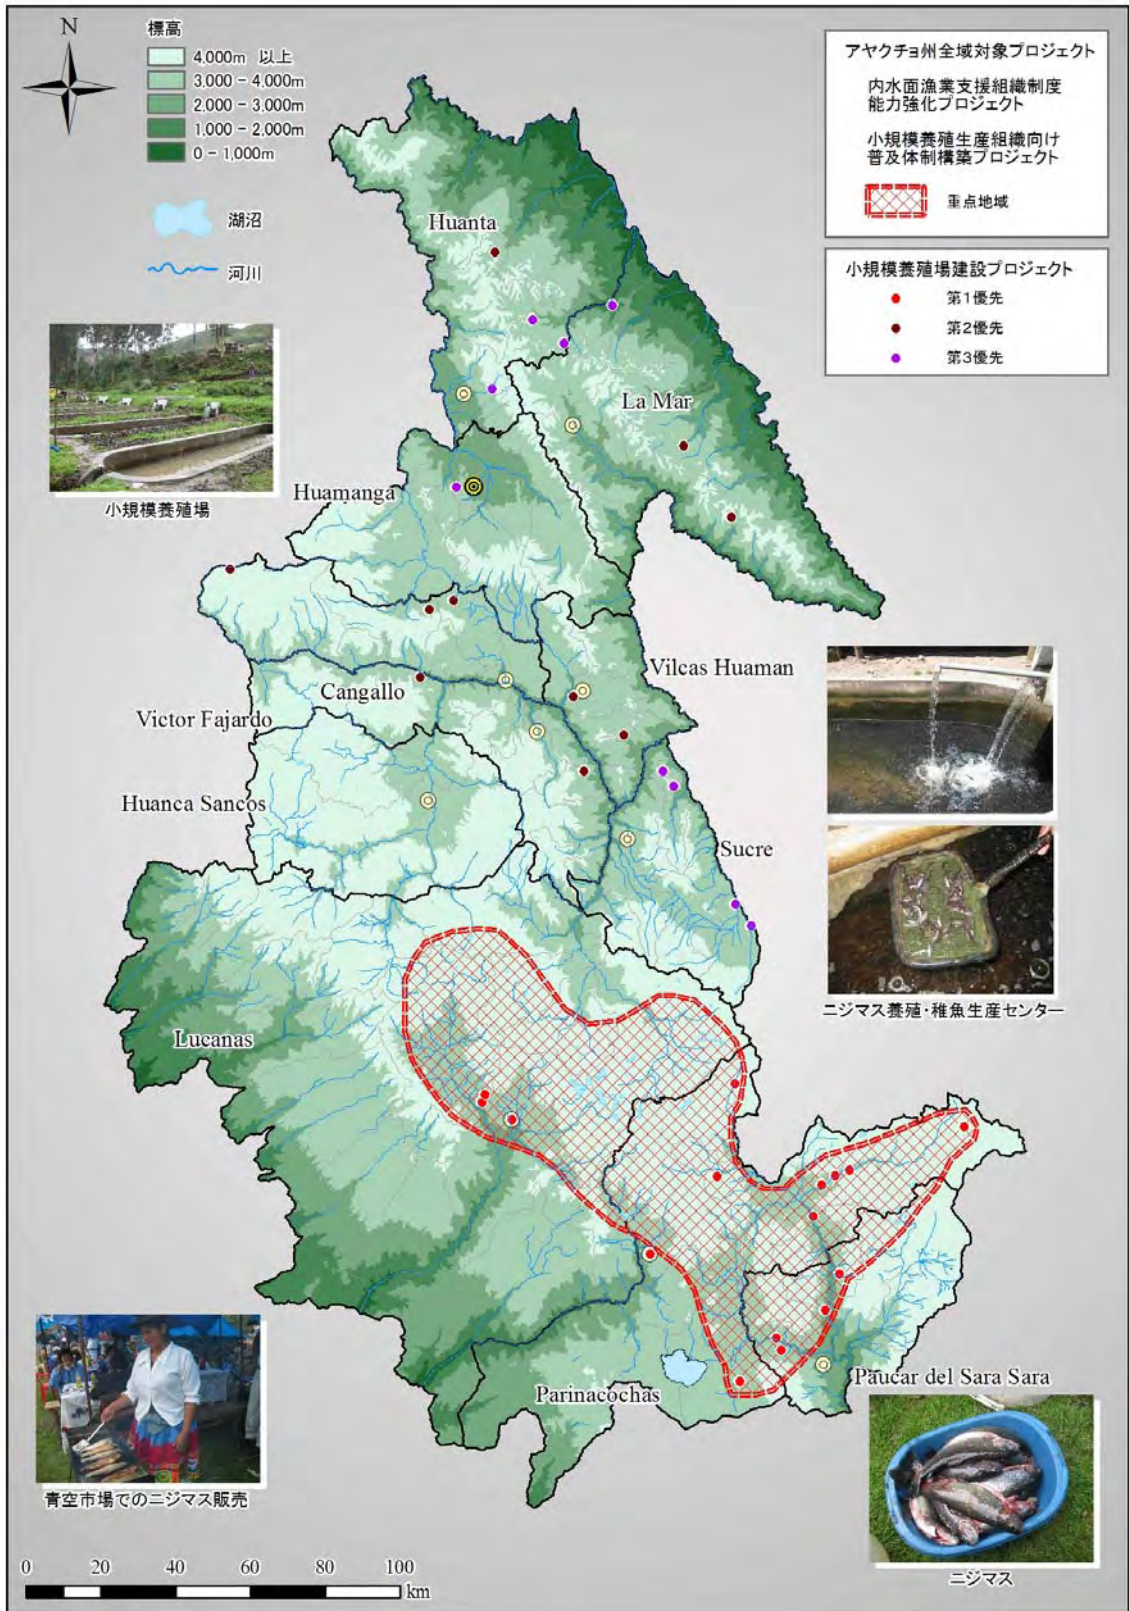 N
標高
4,000m 以上
3,000 - 4,000m
2,000 - 3,000m
1,000 - 2,000m
0 - 1,000m
湖沼
河川
アヤクチョ州全域対象プロジェクト
内水面漁業支援組織制度
能力強化プロジェクト
小規模養殖生産組織向け
普及体制構築プロジェクト
重点地域
小規模養殖場建設プロジェクト
第1優先
第2優先
第3優先
Huanta
La Mar
小規模養殖場
Huamanga
Vilcas Huaman
Cangallo
Victor Fajardo
Huanca Sancos
Sucre
ニジマス養殖・稚魚生産センター
Lucanas
Paucar del Sara Sara
Parinacochas
青空市場でのニジマス販売
ニジマス
0 20 40 60 80 100
km